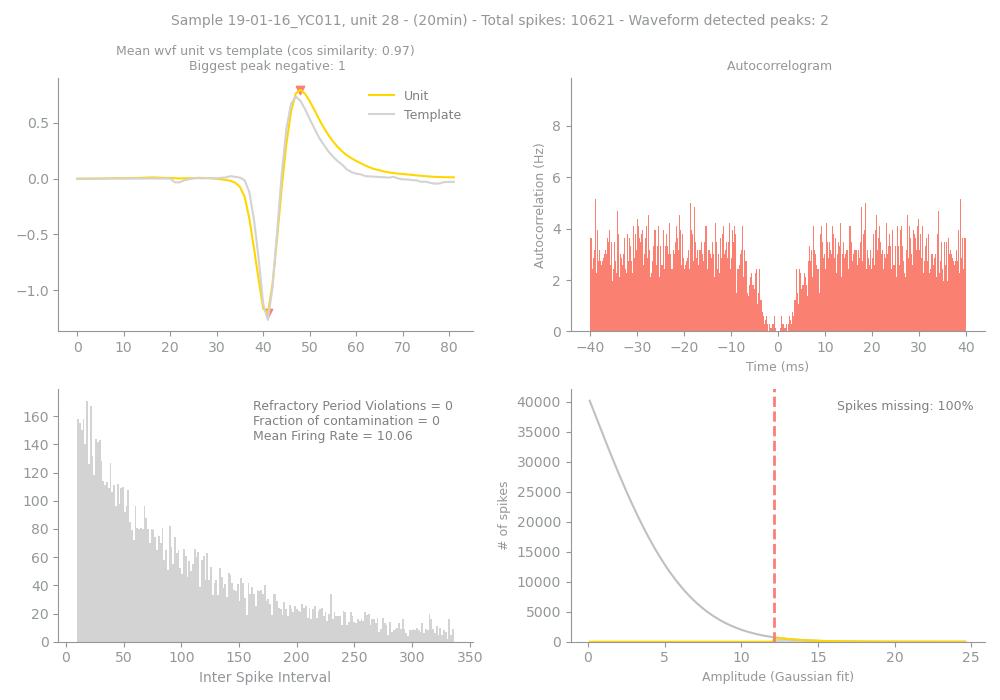 Sample 19-01-16_YC011, unit 28 - (20min) - Total spikes: 10621 - Waveform detected peaks: 2
Mean wvf unit vs template (cos similarity: 0.97)
Biggest peak negative: 1
Unit
Template
0.5
0.0
−0.5
−1.0
0 10 20 30 40 50 60 70 80
Autocorrelogram
Autocorrelation (Hz)
8
6
4
2
0
−40 −30 −20 −10 0 10 20 30 40
Time (ms)
Refractory Period Violations = 0
Fraction of contamination = 0
Mean Firing Rate = 10.06
160
140
120
100
80
60
40
20
0
0 50 100 150 200 250 300 350
Inter Spike Interval
Spikes missing: 100%
# of spikes
40000
35000
30000
25000
20000
15000
10000
5000
0
0 5 10 15 20 25
Amplitude (Gaussian fit)